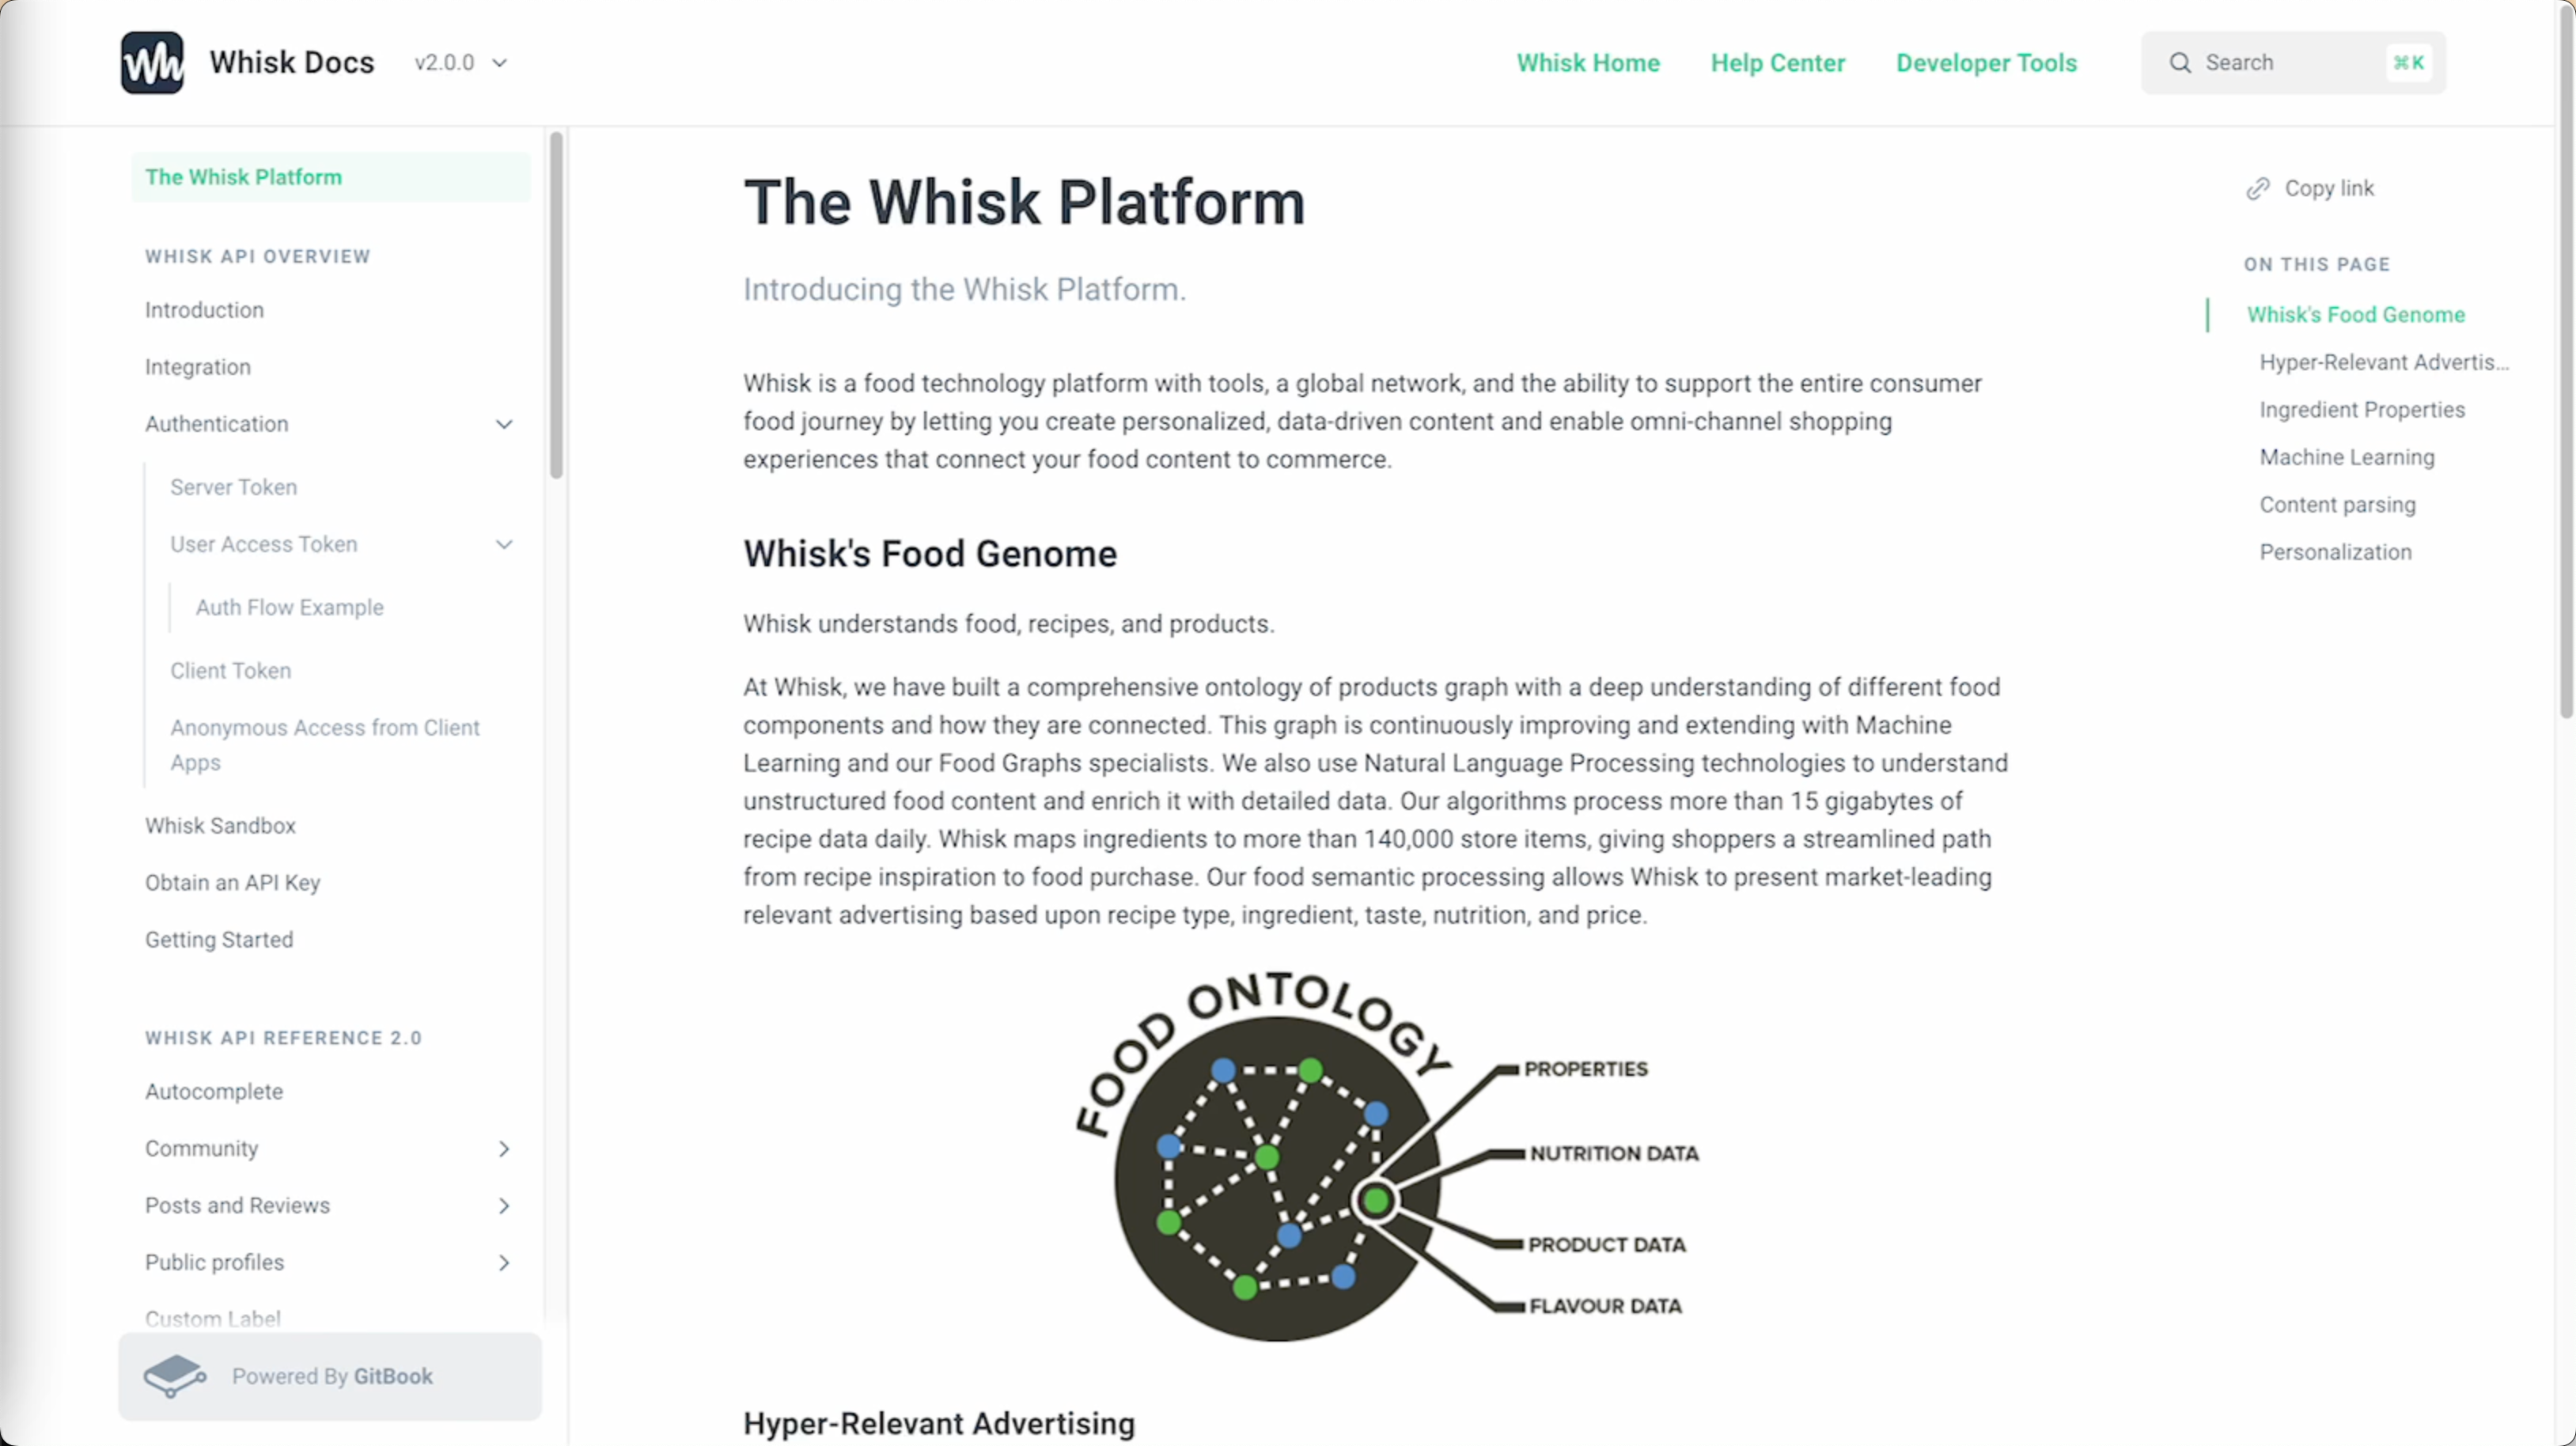 Wh Whisk Docs v2.0.0
Whisk Home Help Center Developer Tools Search ⌘K
The Whisk Platform
WHISK API OVERVIEW
Introduction
Integration
Authentication
Server Token
User Access Token
Auth Flow Example
Client Token
Anonymous Access from Client
Apps
Whisk Sandbox
Obtain an API Key
Getting Started
WHISK API REFERENCE 2.0
Autocomplete
Community
Posts and Reviews
Public profiles
Custom Label
Powered By GitBook
The Whisk Platform
Introducing the Whisk Platform.
Whisk is a food technology platform with tools, a global network, and the ability to support the entire consumer
food journey by letting you create personalized, data-driven content and enable omni-channel shopping
experiences that connect your food content to commerce.
Whisk's Food Genome
Whisk understands food, recipes, and products.
At Whisk, we have built a comprehensive ontology of products graph with a deep understanding of different food
components and how they are connected. This graph is continuously improving and extending with Machine
Learning and our Food Graphs specialists. We also use Natural Language Processing technologies to understand
unstructured food content and enrich it with detailed data. Our algorithms process more than 15 gigabytes of
recipe data daily. Whisk maps ingredients to more than 140,000 store items, giving shoppers a streamlined path
from recipe inspiration to food purchase. Our food semantic processing allows Whisk to present market-leading
relevant advertising based upon recipe type, ingredient, taste, nutrition, and price.
FOOD ONTOLOGY
PROPERTIES
NUTRITION DATA
PRODUCT DATA
FLAVOUR DATA
Hyper-Relevant Advertising
Copy link
ON THIS PAGE
Whisk's Food Genome
Hyper-Relevant Advertis...
Ingredient Properties
Machine Learning
Content parsing
Personalization